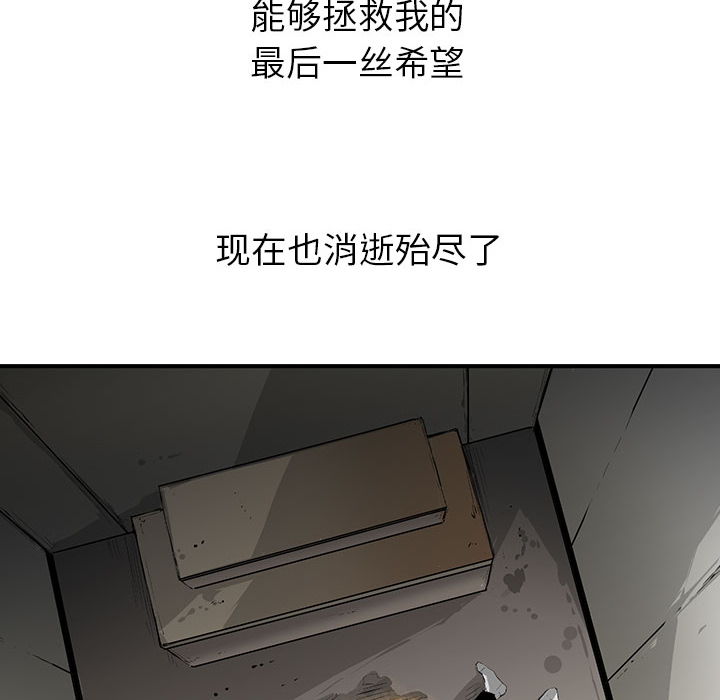 能够拯救我的
最后一丝希望
现在也消逝殆尽了